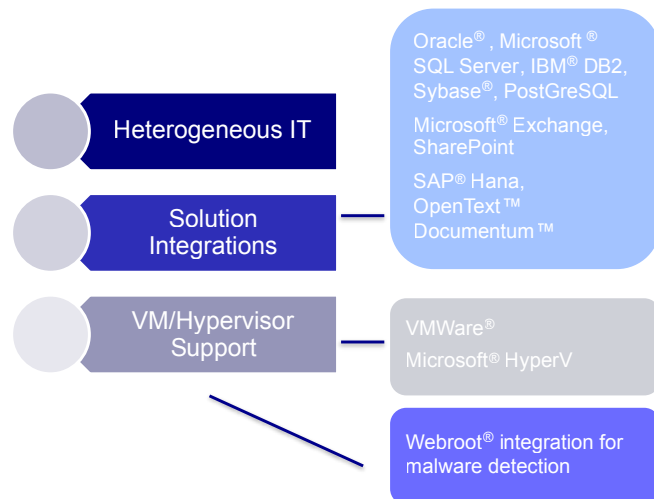 Heterogeneous IT
Solution
Integrations
VM/Hypervisor
Support
Oracle® , Microsoft ®
SQL Server, IBM® DB2,
Sybase®, PostGreSQL
Microsoft® Exchange,
SharePoint
SAP® Hana,
OpenText™
Documentum™
VMWare®
Microsoft® HyperV
Webroot® integration for
malware detection